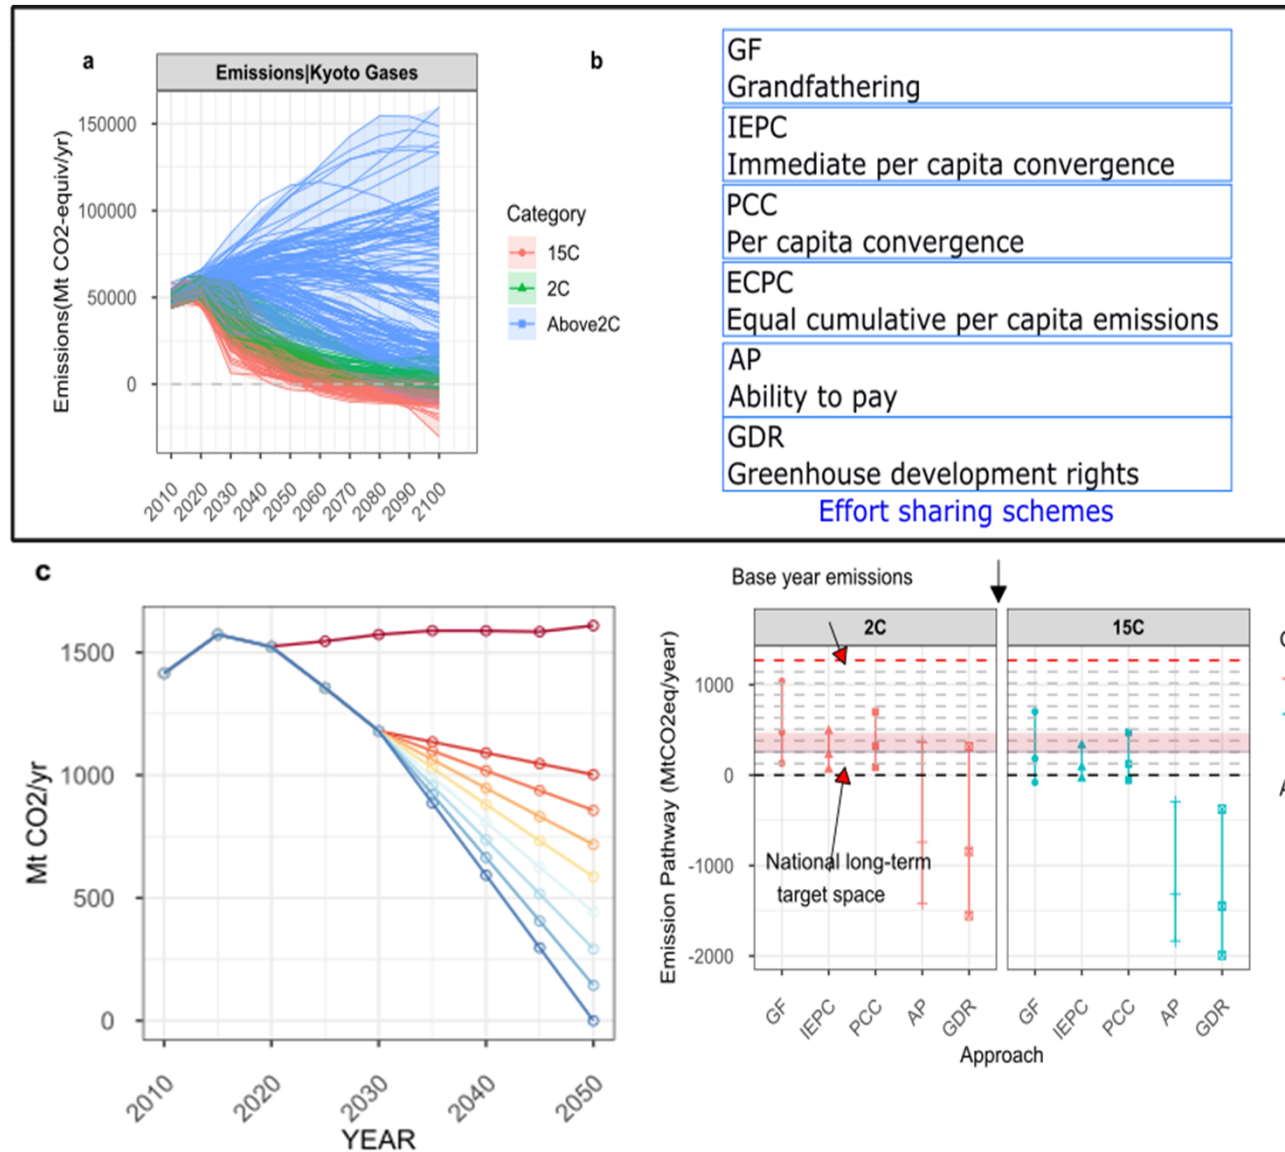 a
Emissions|Kyoto Gases
b
Emissions(Mt CO2-equiv/yr)
150000
100000
50000
0
2010
2020
2030
2040
2050
2060
2070
2080
2090
2100
Category
15C
2C
Above2C
GF
Grandfathering
IEPC
Immediate per capita convergence
PCC
Per capita convergence
ECPC
Equal cumulative per capita emissions
AP
Ability to pay
GDR
Greenhouse development rights
Effort sharing schemes
c
Mt CO2/yr
1500
1000
500
0
2010
2020
2030
2040
2050
YEAR
Base year emissions
2C
15C
Emission Pathway (MtCO2eq/year)
1000
0
-1000
-2000
National long-term
target space
GF
IEPC
PCC
AP
GDR
GF
IEPC
PCC
AP
GDR
Approach